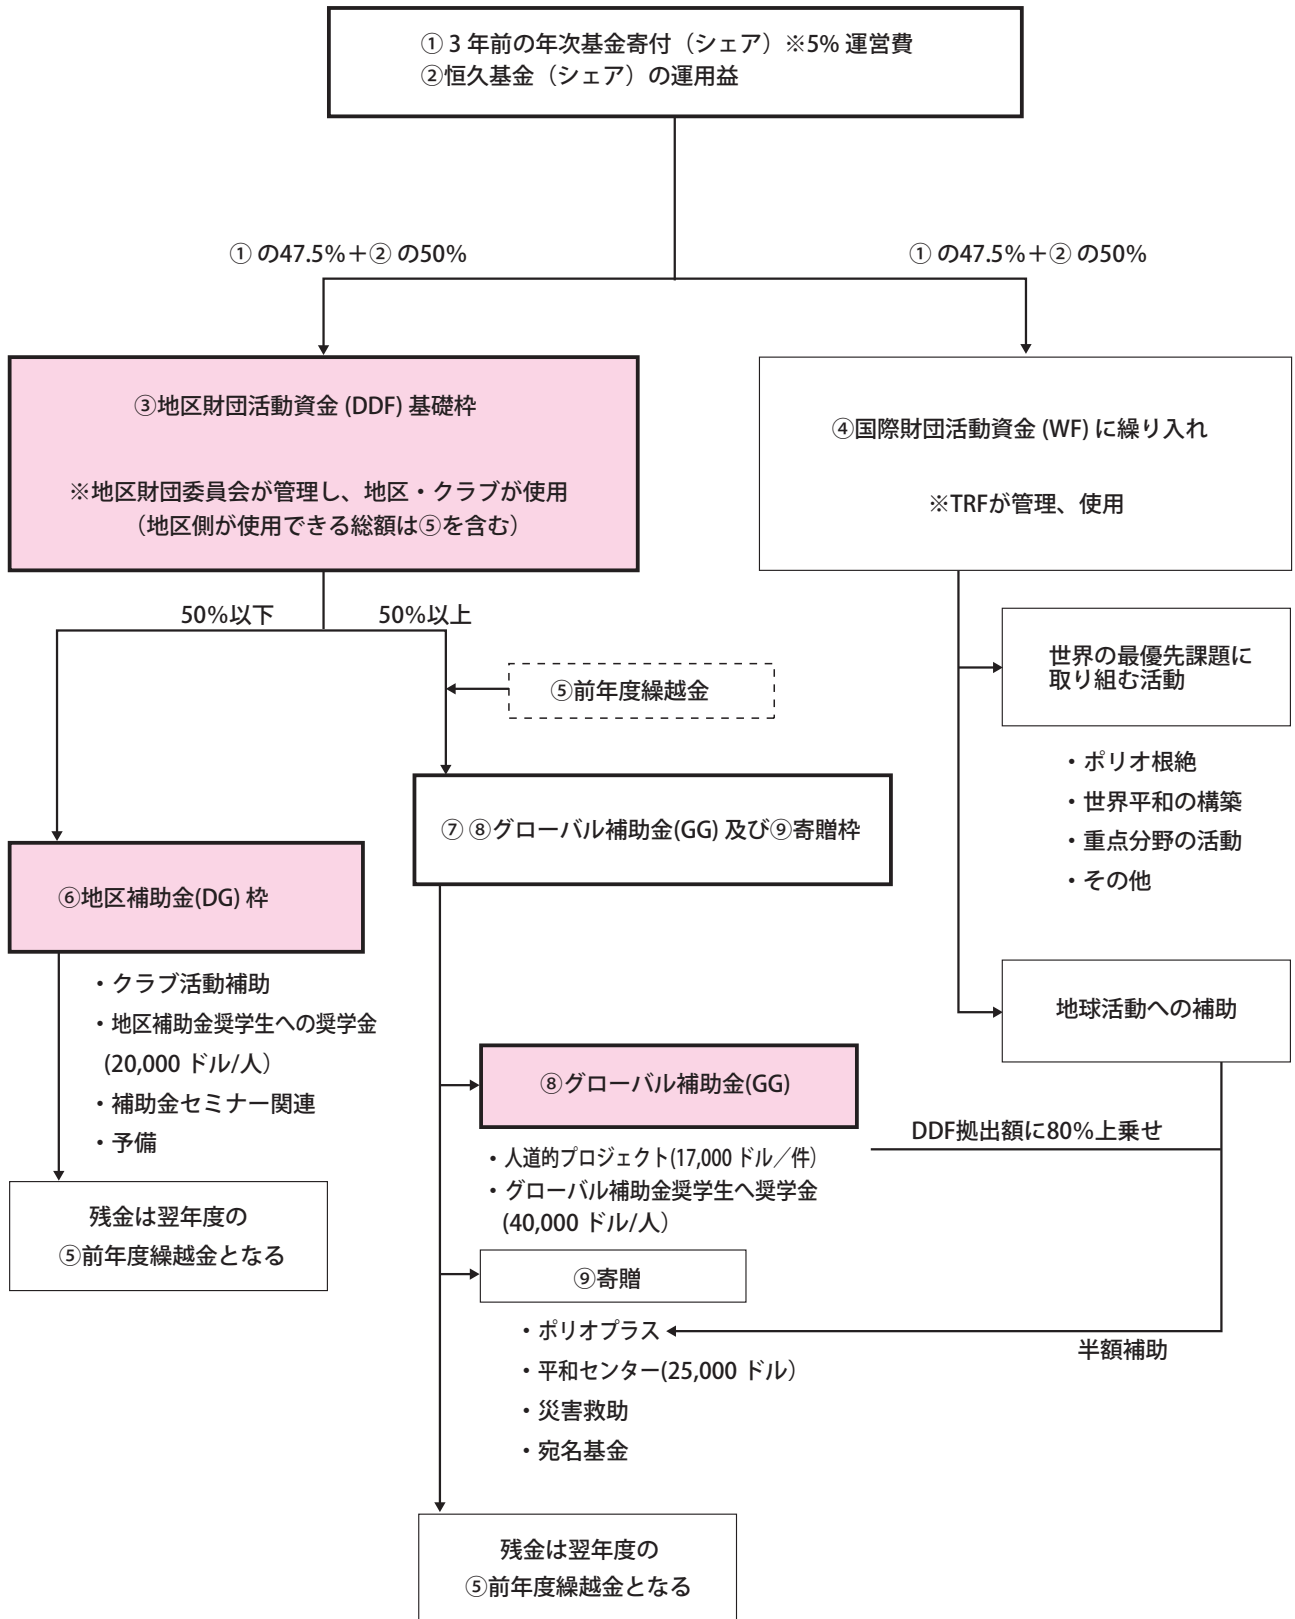 ① 3 年前の年次基金寄付（シェア）※5% 運営費
②恒久基金（シェア）の運用益
① の47.5%＋② の50%
① の47.5%＋② の50%
③地区財団活動資金 (DDF) 基礎枠
※地区財団委員会が管理し、地区・クラブが使用
（地区側が使用できる総額は⑤を含む）
④国際財団活動資金 (WF) に繰り入れ
※TRFが管理、使用
50%以下
50%以上
⑤前年度繰越金
世界の最優先課題に
取り組む活動
・ポリオ根絶
・世界平和の構築
・重点分野の活動
・その他
⑦ ⑧グローバル補助金(GG) 及び⑨寄贈枠
⑥地区補助金(DG) 枠
・クラブ活動補助
・地区補助金奨学生への奨学金
(20,000 ドル/人）
・補助金セミナー関連
・予備
残金は翌年度の
⑤前年度繰越金となる
地球活動への補助
⑧グローバル補助金(GG)
DDF拠出額に80%上乗せ
・人道的プロジェクト(17,000 ドル／件)
・グローバル補助金奨学生へ奨学金
(40,000 ドル/人）
⑨寄贈
・ポリオプラス
半額補助
・平和センター(25,000 ドル）
・災害救助
・宛名基金
残金は翌年度の
⑤前年度繰越金となる